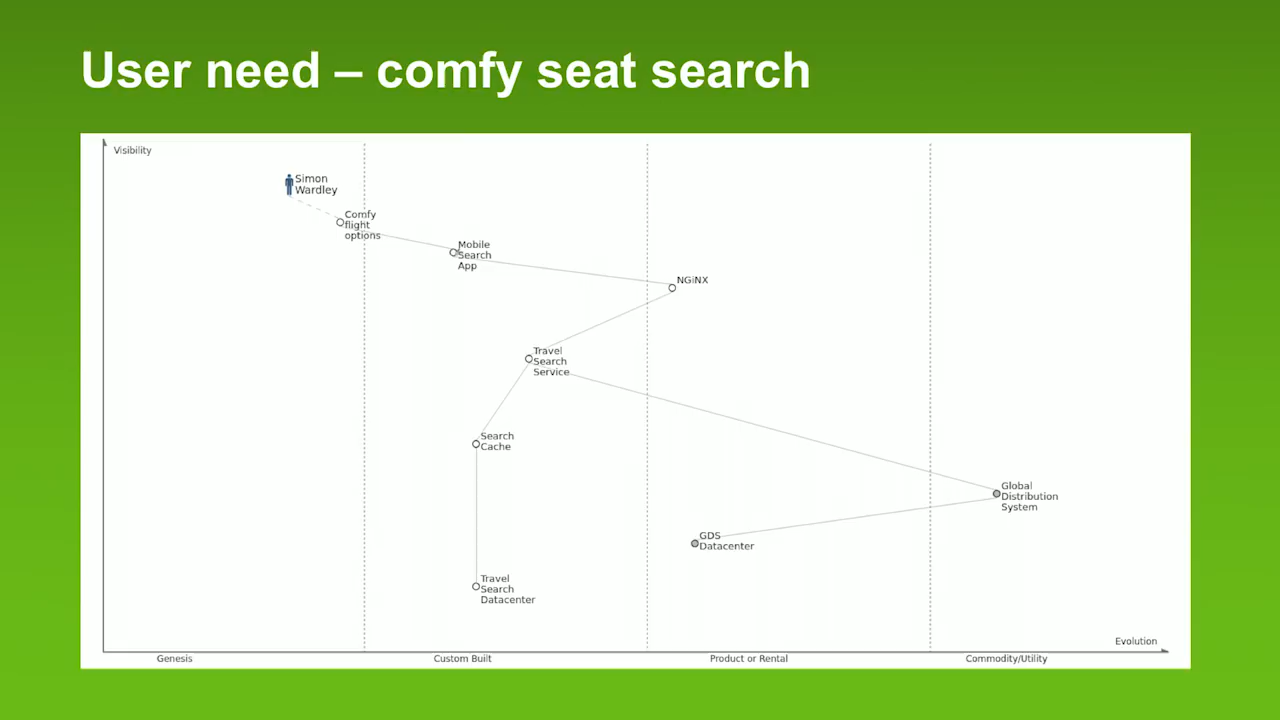 User need – comfy seat search
Visibility
Simon
Wardley
Comfy
flight
options
Mobile
Search
App
NGiNX
Travel
Search
Service
Search
Cache
Global
Distribution
System
GDS
Datacenter
Travel
Search
Datacenter
Evolution
Genesis
Custom Built
Product or Rental
Commodity/Utility